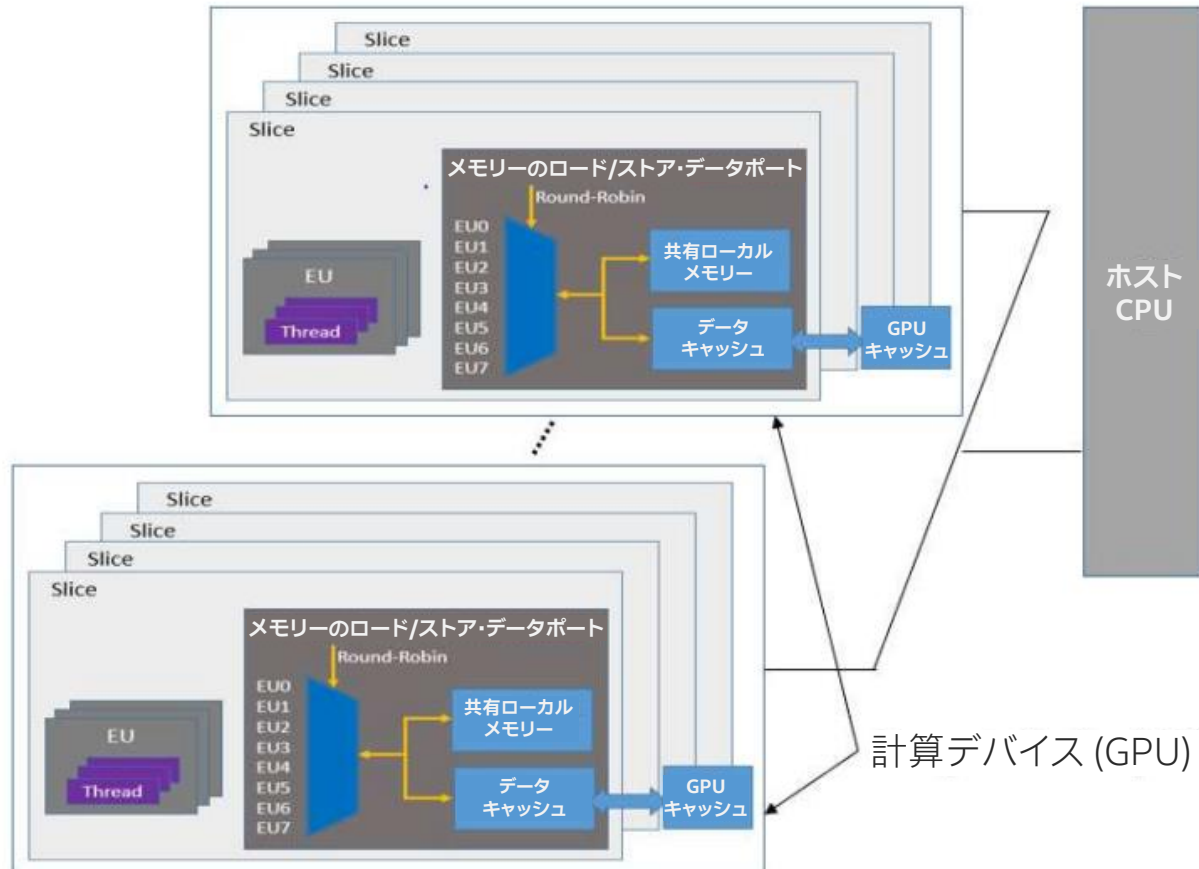 Slice
Slice
Slice
Slice
メモリーのロード/ストア・データポート
Round-Robin
EU0
EU1
EU2
EU3
EU4
EU5
EU6
EU7
EU
Thread
共有ローカル
メモリー
データ
キャッシュ
GPU
キャッシュ
ホスト
CPU
Slice
Slice
Slice
Slice
メモリーのロード/ストア・データポート
Round-Robin
EU0
EU1
EU2
EU3
EU4
EU5
EU6
EU7
EU
Thread
共有ローカル
メモリー
データ
キャッシュ
GPU
キャッシュ
計算デバイス (GPU)